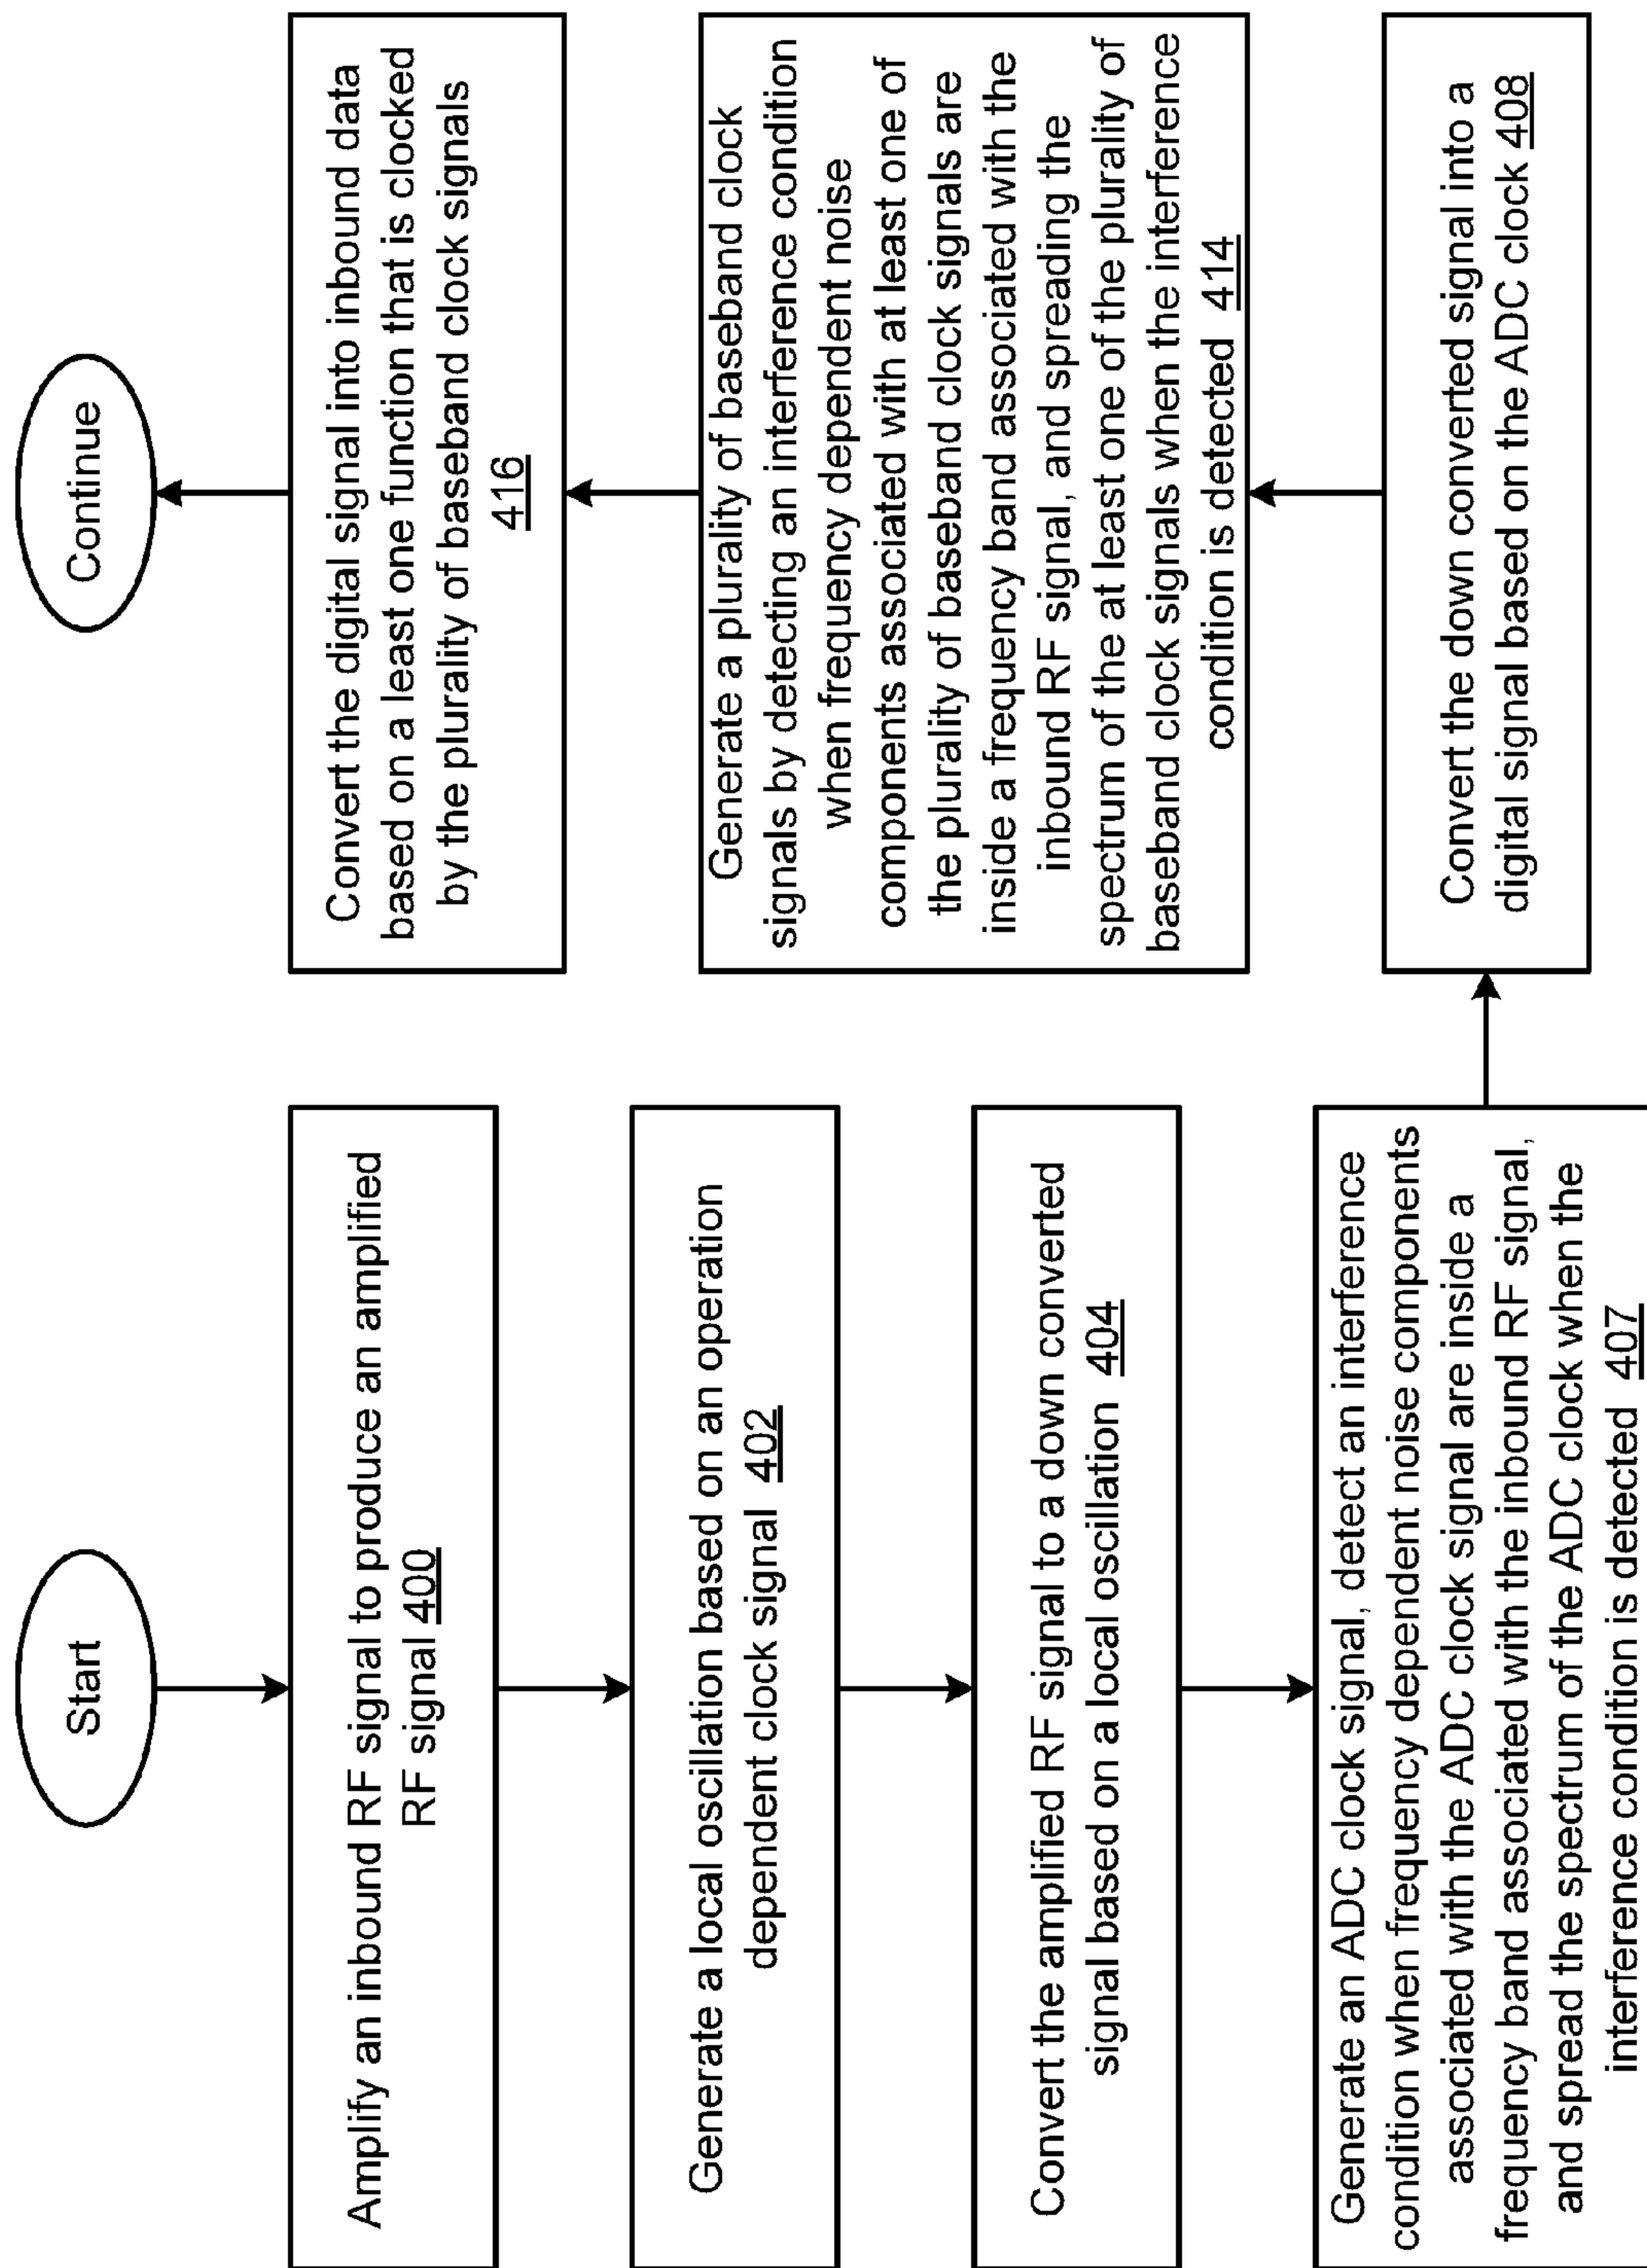 Start
Amplify an inbound RF signal to produce an amplified
RF signal 400
Generate a local oscillation based on an operation
dependent clock signal 402
Convert the amplified RF signal to a down converted
signal based on a local oscillation 404
Generate an ADC clock signal, detect an interference
condition when frequency dependent noise components
associated with the ADC clock signal are inside a
frequency band associated with the inbound RF signal,
and spread the spectrum of the ADC clock when the
interference condition is detected 407
Convert the down converted signal into a
digital signal based on the ADC clock 408
Generate a plurality of baseband clock
signals by detecting an interference condition
when frequency dependent noise
components associated with at least one of
the plurality of baseband clock signals are
inside a frequency band associated with the
inbound RF signal, and spreading the
spectrum of the at least one of the plurality of
baseband clock signals when the interference
condition is detected 414
Convert the digital signal into inbound data
based on a least one function that is clocked
by the plurality of baseband clock signals
416
Continue